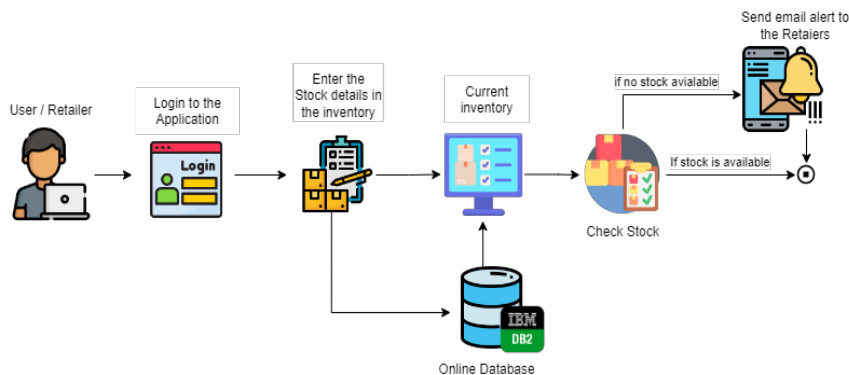 Send email alert to
the Retaiers
Enter the
Stock details in
the inventory
if no stock avialable
Current
inventory
Login to the
Application
User / Retailer
!!!
Login
If stock is available
Check Stock
IBM
DB2
Online Database